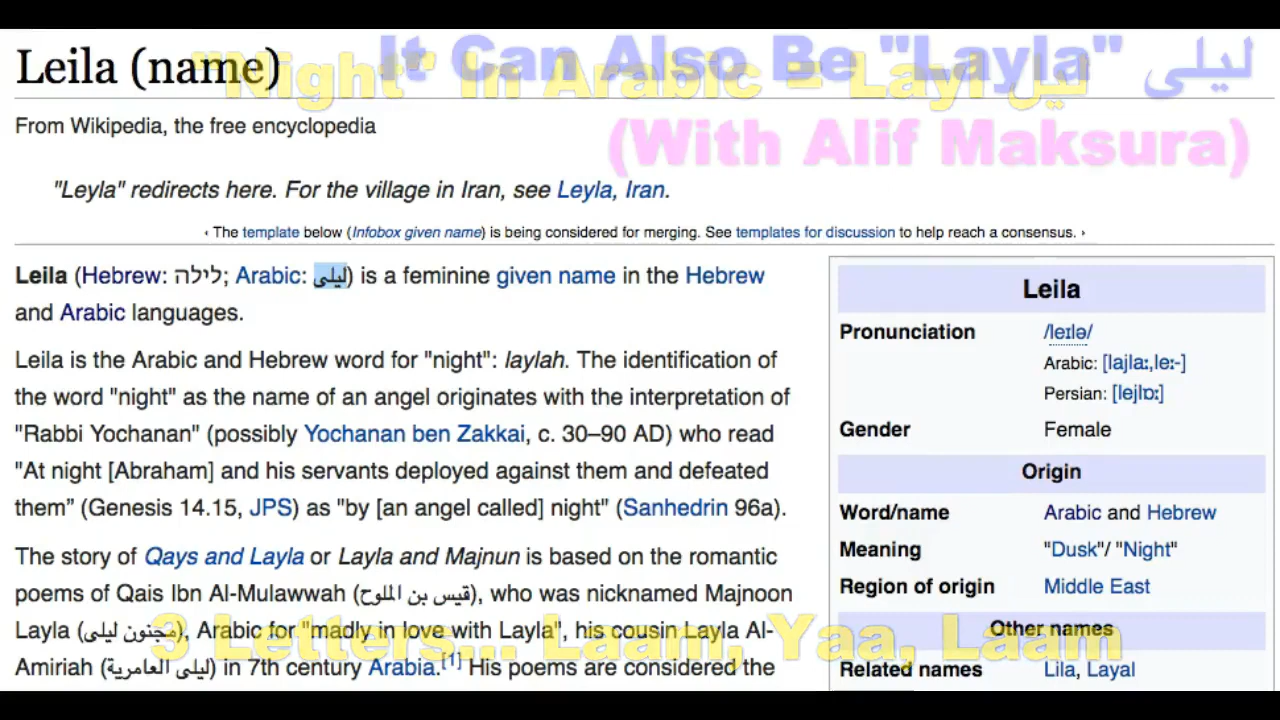 Leila (name)
"Night" in Arabic = Layl ليل
It Can Also Be "Layla" ليلى
(With Alif Maksura)
From Wikipedia, the free encyclopedia
"Leyla" redirects here. For the village in Iran, see Leyla, Iran.
‹ The template below (Infobox given name) is being considered for merging. See templates for discussion to help reach a consensus. ›
Leila (Hebrew: לילה; Arabic: ليلى) is a feminine given name in the Hebrew
and Arabic languages.
Leila is the Arabic and Hebrew word for "night": laylah. The identification of
the word "night" as the name of an angel originates with the interpretation of
"Rabbi Yochanan" (possibly Yochanan ben Zakkai, c. 30–90 AD) who read
"At night [Abraham] and his servants deployed against them and defeated
them” (Genesis 14.15, JPS) as "by [an angel called] night" (Sanhedrin 96a).
The story of Qays and Layla or Layla and Majnun is based on the romantic
poems of Qais Ibn Al-Mulawwah (قيس بن الملوح), who was nicknamed Majnoon
Layla (مجنون ليلى), Arabic for "madly in love with Layla", his cousin Layla Al-
Amiriah (ليلى العامرية) in 7th century Arabia.[1] His poems are considered the
Leila
Pronunciation /leɪlə/
Arabic: [lajlaː,leː-]
Persian: [lejlɒː]
Gender Female
Origin
Word/name Arabic and Hebrew
Meaning "Dusk"/ "Night"
Region of origin Middle East
Other names
Related names Lila, Layal
3 Letters... Laam, Yaa, Laam